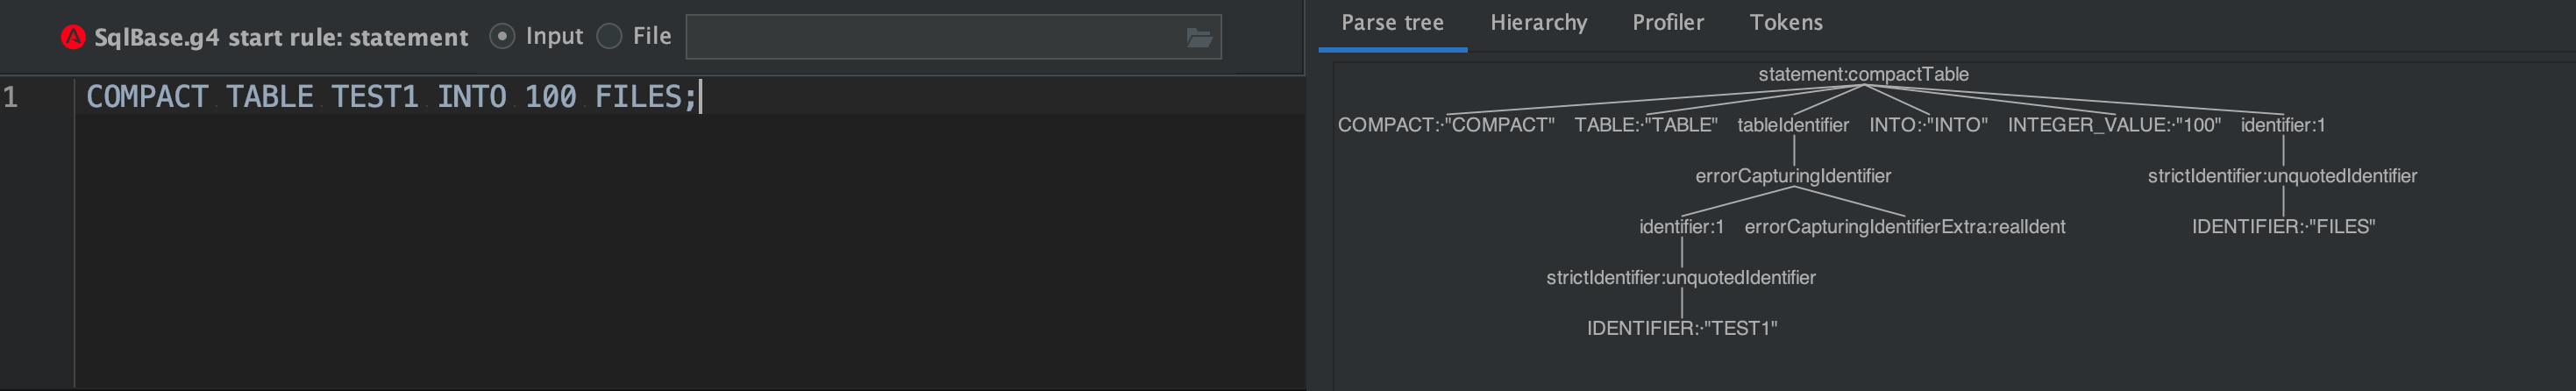 SqlBase.g4 start rule: statement Input File
1 COMPACT TABLE TEST1 INTO 100 FILES;
Parse tree Hierarchy Profiler Tokens
statement:compactTable
COMPACT:·"COMPACT" TABLE:·"TABLE" tableIdentifier INTO:·"INTO" INTEGER_VALUE:·"100" identifier:1
errorCapturingIdentifier strictIdentifier:unquotedIdentifier
identifier:1 errorCapturingIdentifierExtra:realIdent IDENTIFIER:·"FILES"
strictIdentifier:unquotedIdentifier
IDENTIFIER:·"TEST1"